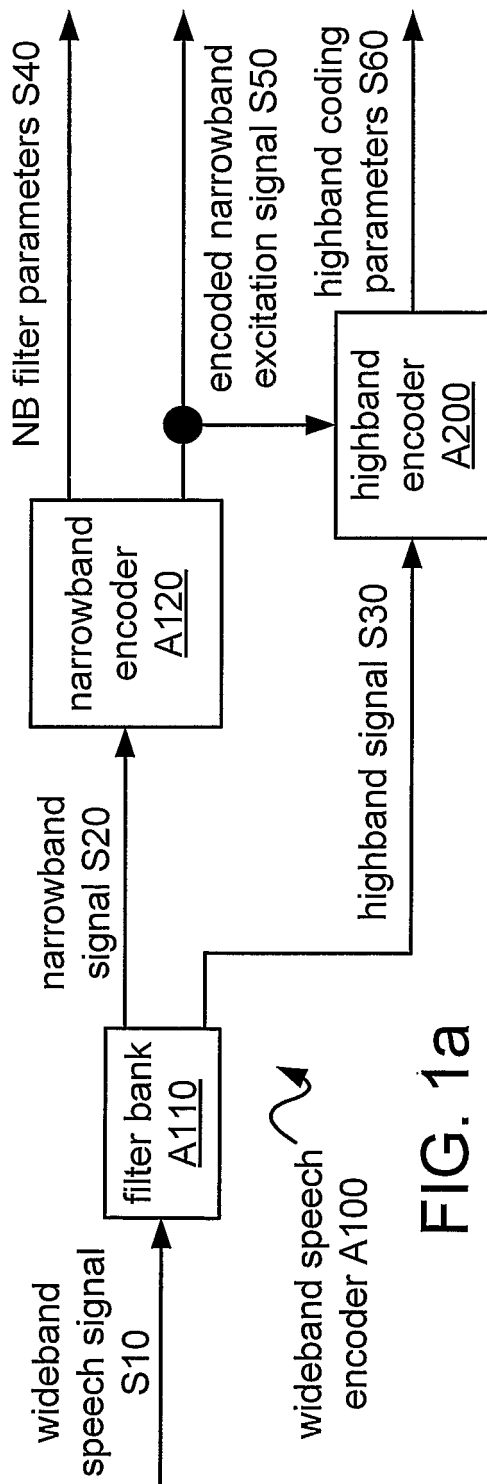 wideband
speech signal
S10
filter bank
A110
narrowband
signal S20
narrowband
encoder
A120
NB filter parameters S40
encoded narrowband
excitation signal S50
highband signal S30
highband
encoder
A200
highband coding
parameters S60
wideband speech
encoder A100
FIG. 1a